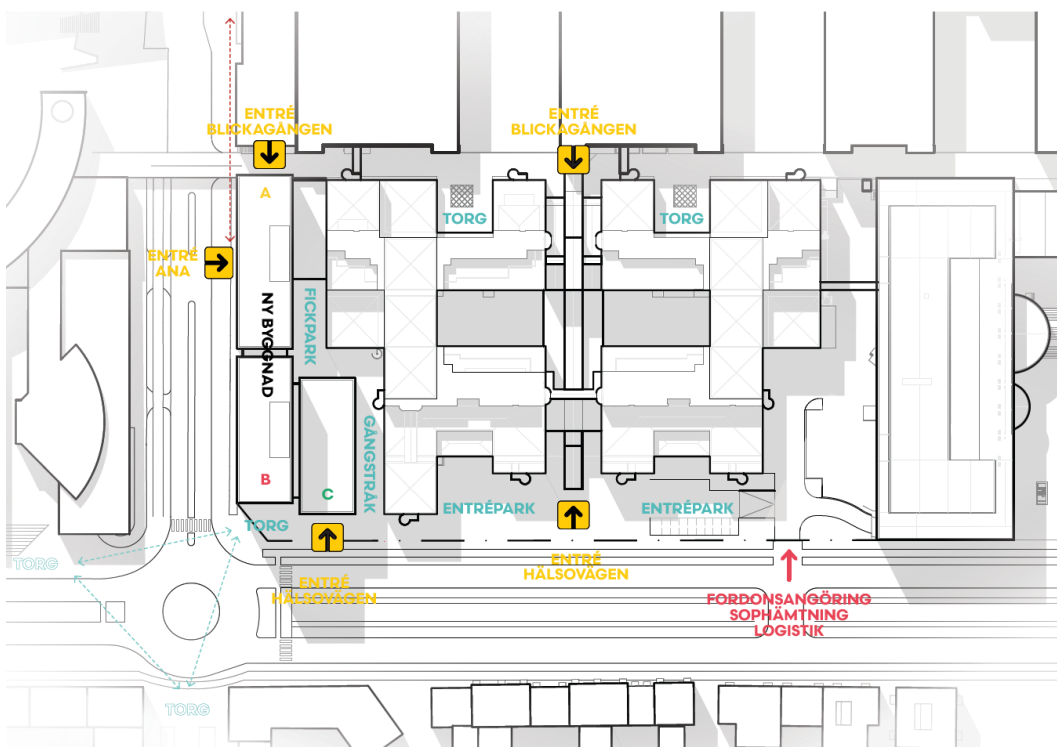 ENTRÉ
BLICKAGÅNGEN
ENTRÉ
BLICKAGÅNGEN
A
TORG
TORG
ENTRÉ
ANA
NY BYGGNAD
FICKPARK
GÅNGSTRÅK
B
C
ENTRÉPARK
ENTRÉPARK
TORG
TORG
ENTRÉ
HÄLSOVÄGEN
ENTRÉ
HÄLSOVÄGEN
FORDONSANGÖRING
SOPHÄMTNING
LOGISTIK
TORG